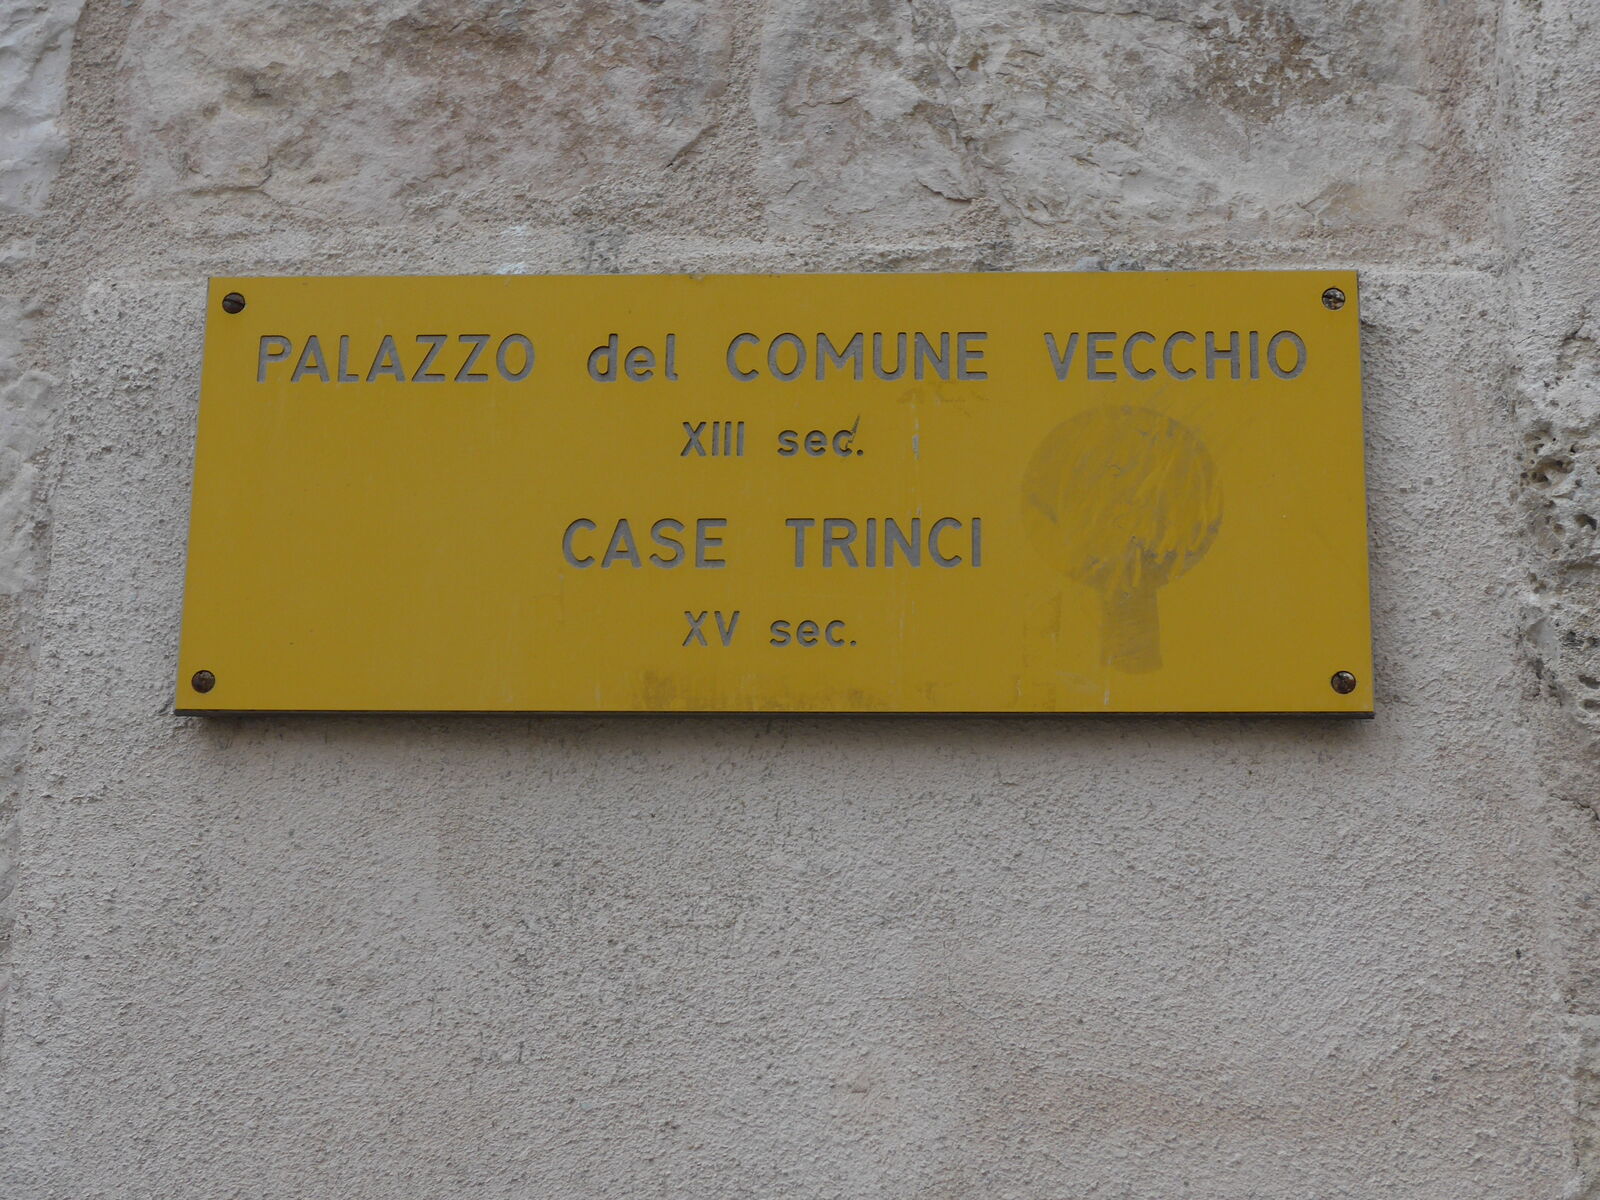 PALAZZO del COMUNE VECCHIO
XIII sec.
CASE TRINCI
XV sec.